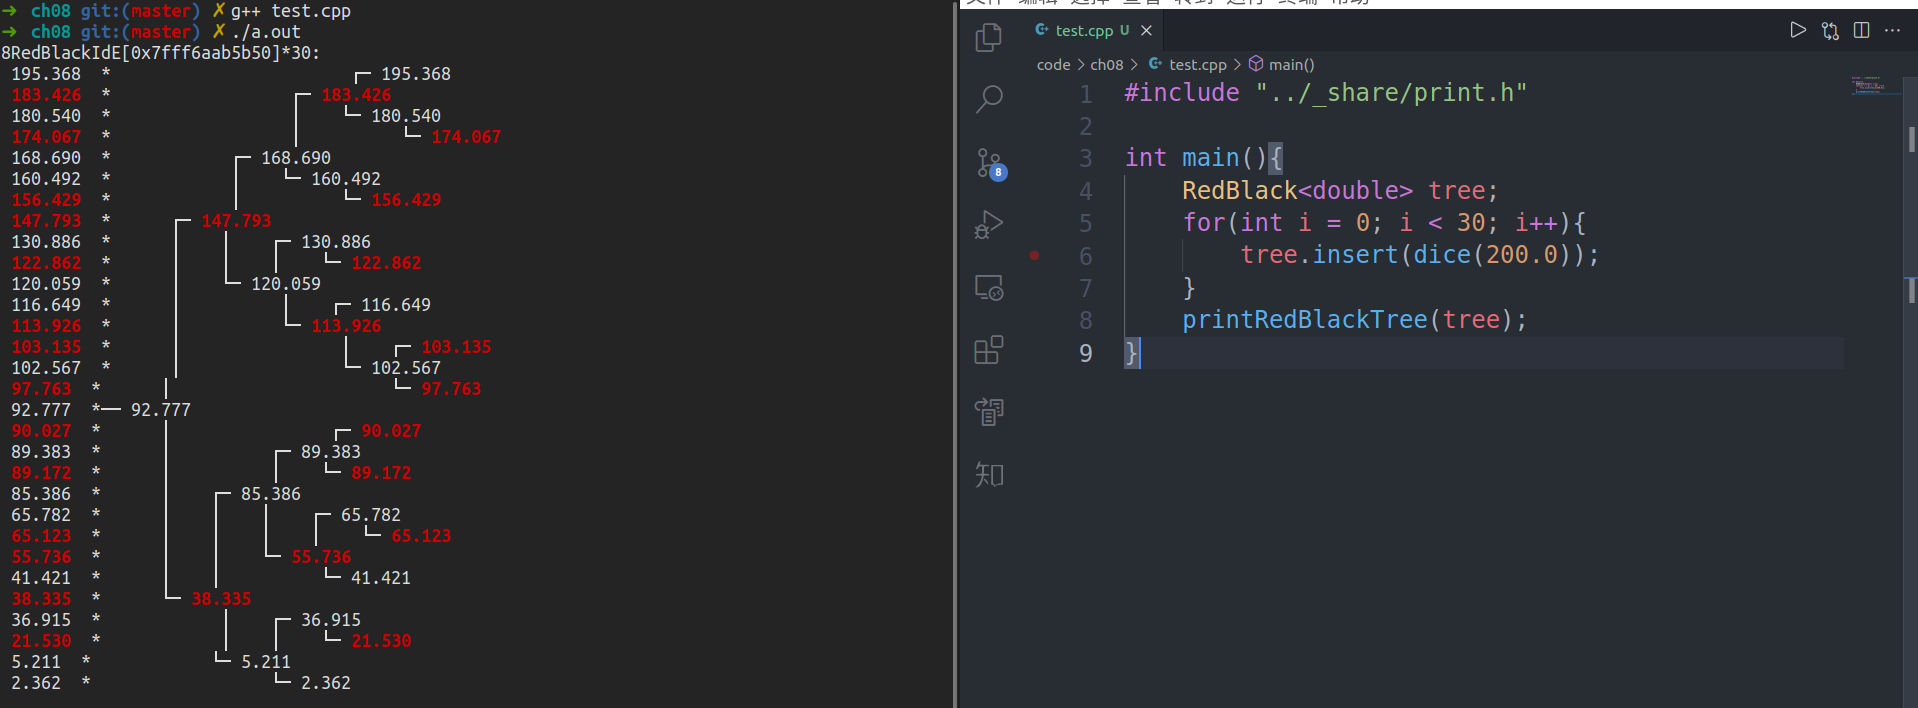 ➜ ch08 git:(master) ✗ g++ test.cpp
➜ ch08 git:(master) ✗ ./a.out
8RedBlackIdE[0x7fff6aab5b50]*30:
195.368 * ┌─ 195.368
183.426 * ┌─ 183.426
180.540 * └─ 180.540
174.067 * └─ 174.067
168.690 * ┌─ 168.690
160.492 * └─ 160.492
156.429 * └─ 156.429
147.793 * ┌─ 147.793
130.886 * ┌─ 130.886
122.862 * └─ 122.862
120.059 * └─ 120.059
116.649 * ┌─ 116.649
113.926 * └─ 113.926
103.135 * ┌─ 103.135
102.567 * └─ 102.567
97.763 * └─ 97.763
92.777 *── 92.777
90.027 * ┌─ 90.027
89.383 * ┌─ 89.383
89.172 * └─ 89.172
85.386 * ┌─ 85.386
65.782 * ┌─ 65.782
65.123 * └─ 65.123
55.736 * └─ 55.736
41.421 * └─ 41.421
38.335 * └─ 38.335
36.915 * ┌─ 36.915
21.530 * └─ 21.530
5.211 * └─ 5.211
2.362 * └─ 2.362
文件 编辑 选择 查看 转到 运行 终端 帮助
test.cpp U ×
code > ch08 > test.cpp > main()
1 #include "../_share/print.h"
2
3 int main(){
4 RedBlack<double> tree;
5 for(int i = 0; i < 30; i++){
6 tree.insert(dice(200.0));
7 }
8 printRedBlackTree(tree);
9 }
8
知